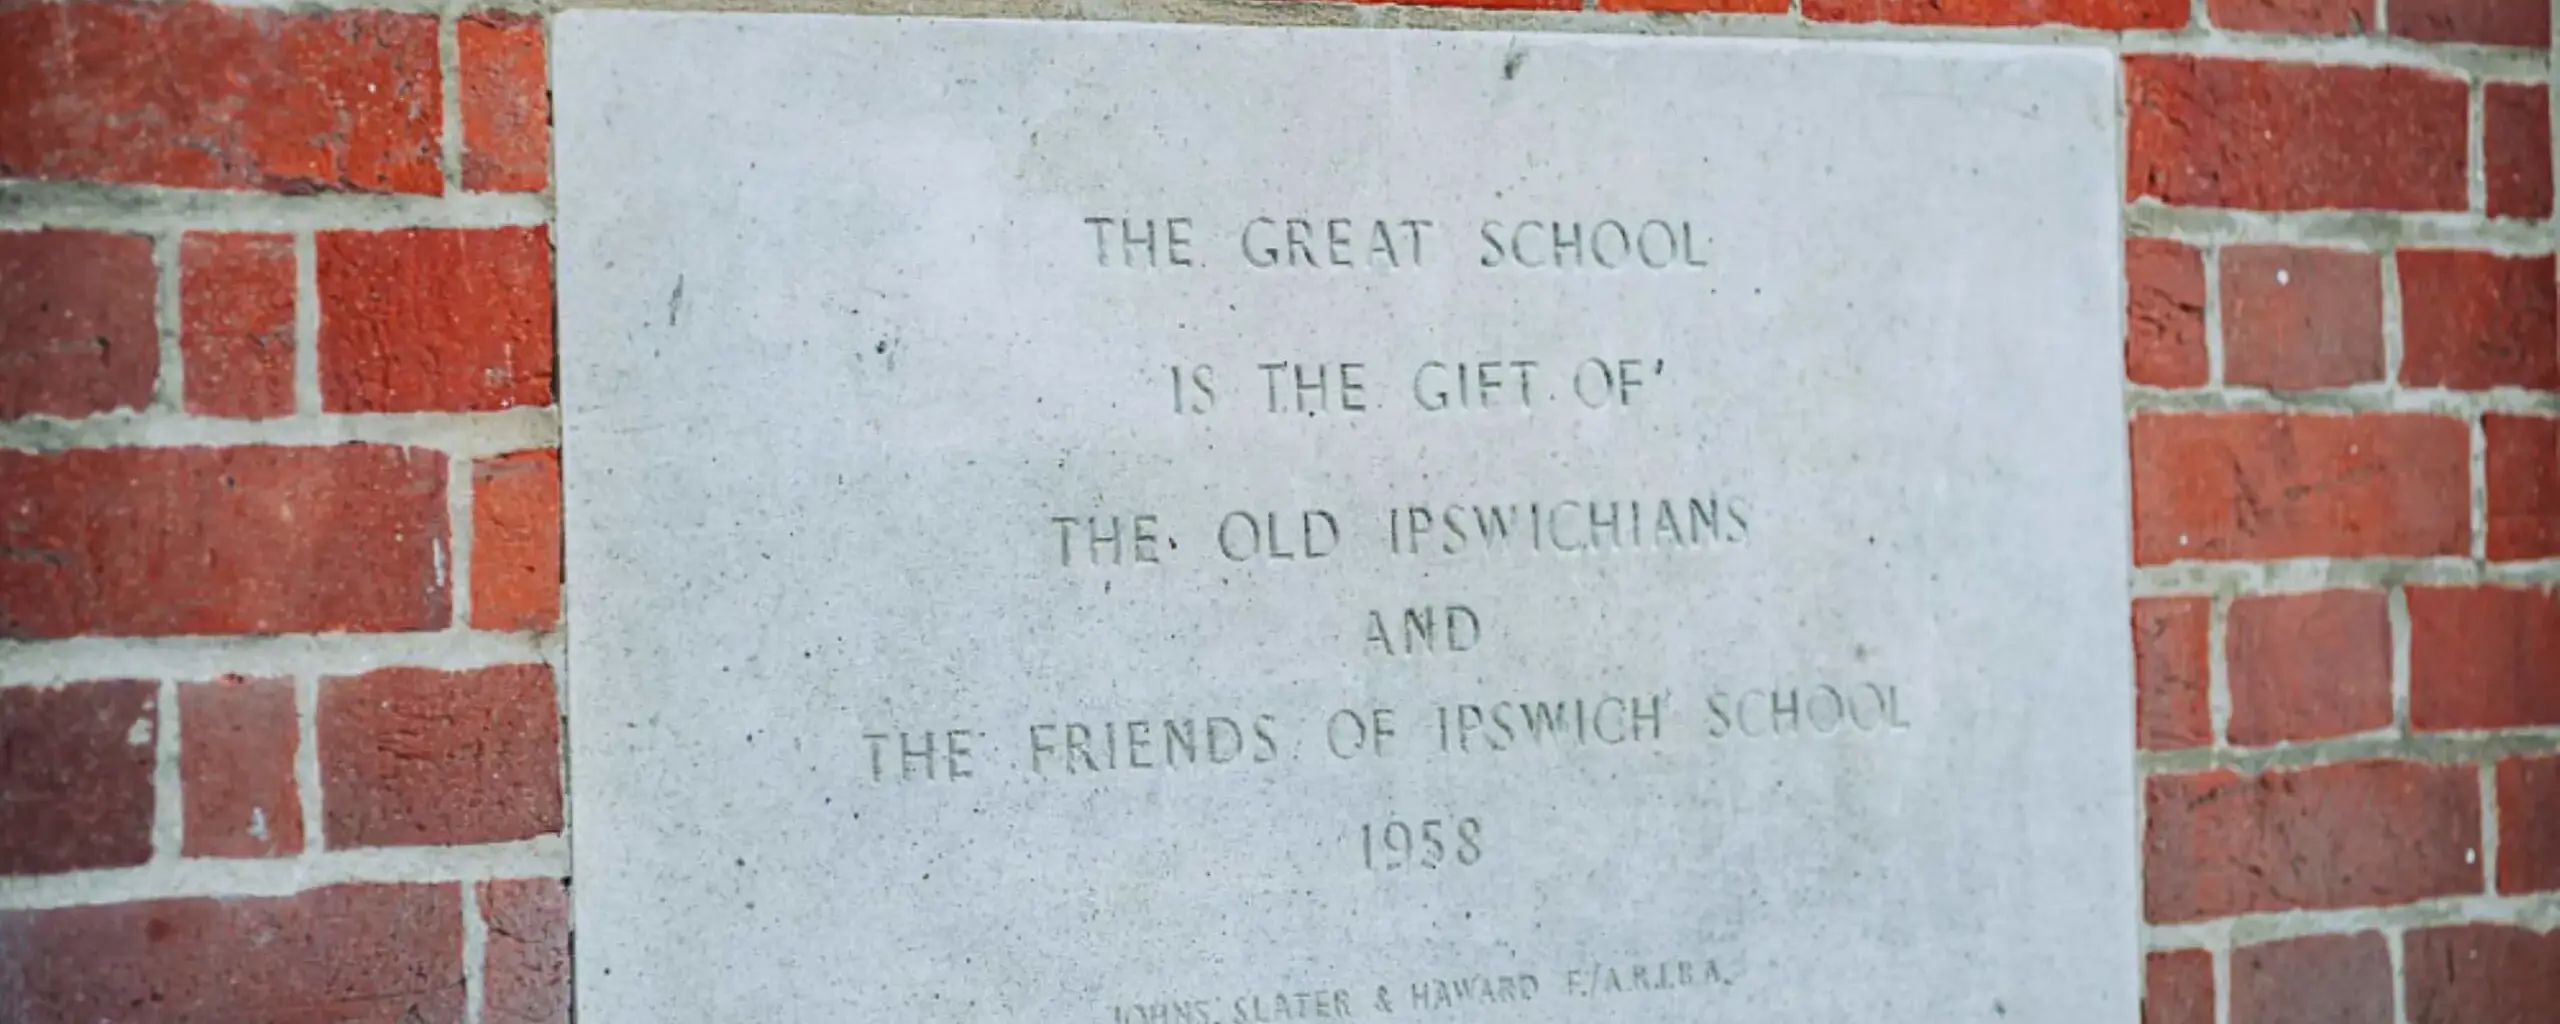 THE GREAT SCHOOL
IS THE GIFT OF
THE OLD IPSWICHIANS
AND
THE FRIENDS OF IPSWICH SCHOOL
1958
JOHNS, SLATER & HAWARD F./A.R.I.B.A.